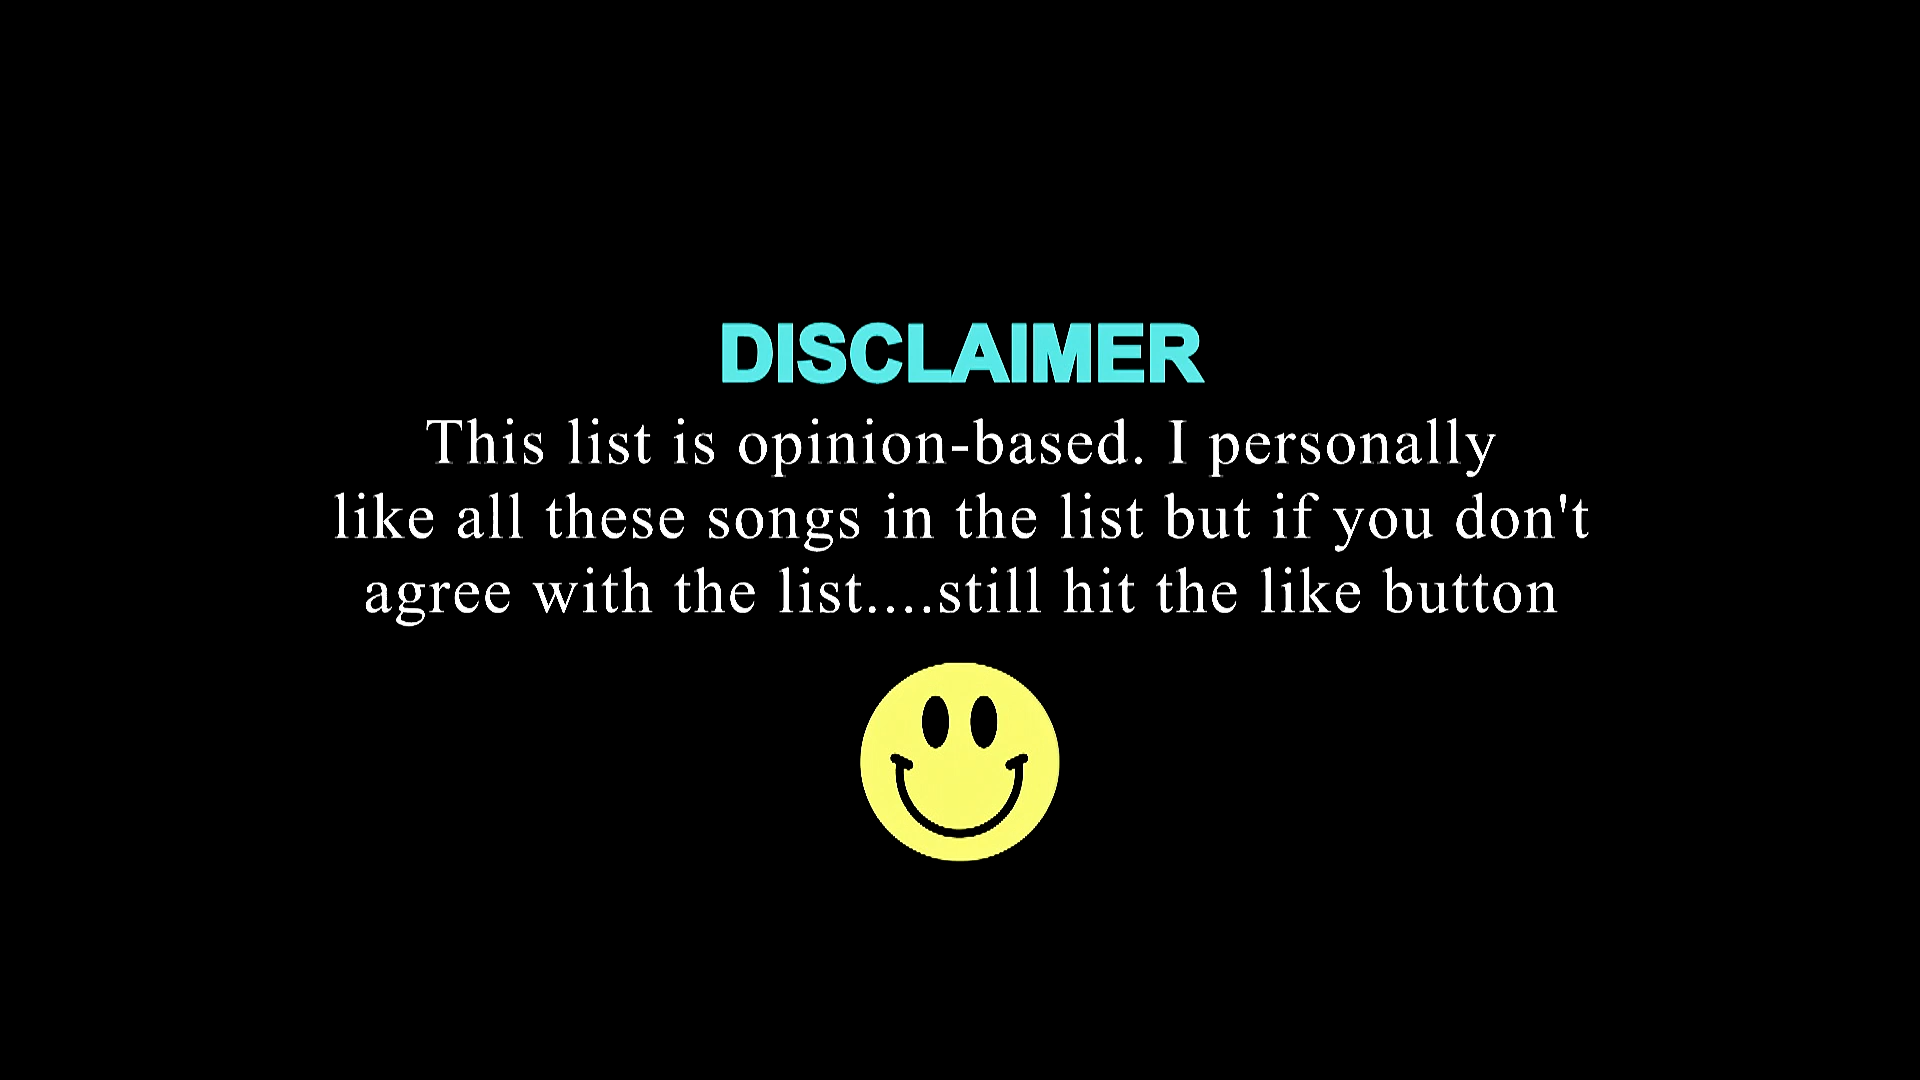 DISCLAIMER
This list is opinion-based. I personally
like all these songs in the list but if you don't
agree with the list....still hit the like button